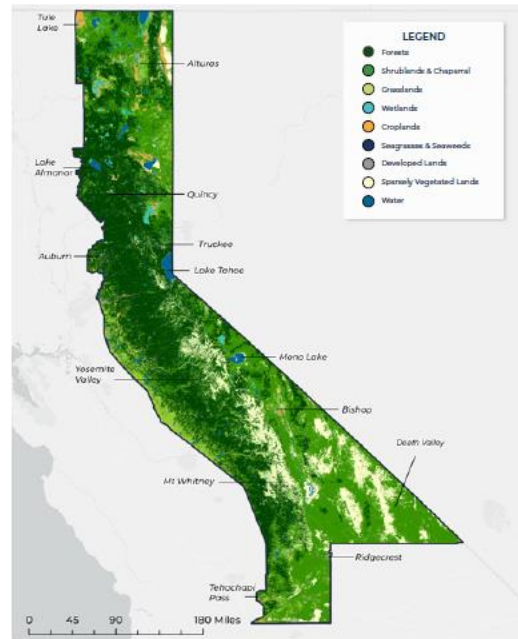 Tule
Lake
Alturas
Lake
Almanor
Quincy
Truckee
Auburn
Lake Tahoe
Mono Lake
Yosemite
Valley
Bishop
Death Valley
Mt Whitney
Ridgecrest
Tehachapi
Pass
0 45 90 180 Miles
LEGEND
Forests
Shrublands & Chaparral
Grasslands
Wetlands
Croplands
Seagrasses & Seaweeds
Developed Lands
Sparsely Vegetated Lands
Water